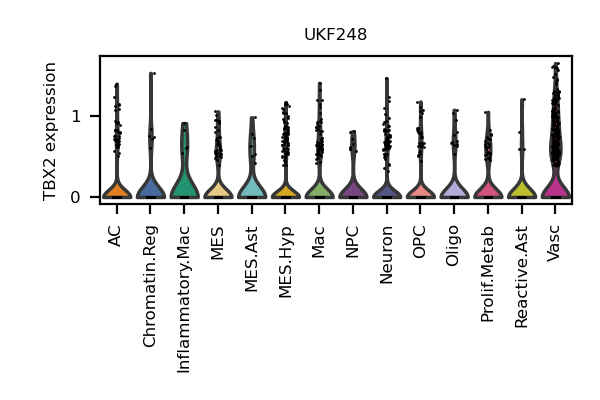 UKF248
TBX2 expression
1
0
AC
Chromatin.Reg
Inflammatory.Mac
MES
MES.Ast
MES.Hyp
Mac
NPC
Neuron
OPC
Oligo
Prolif.Metab
Reactive.Ast
Vasc